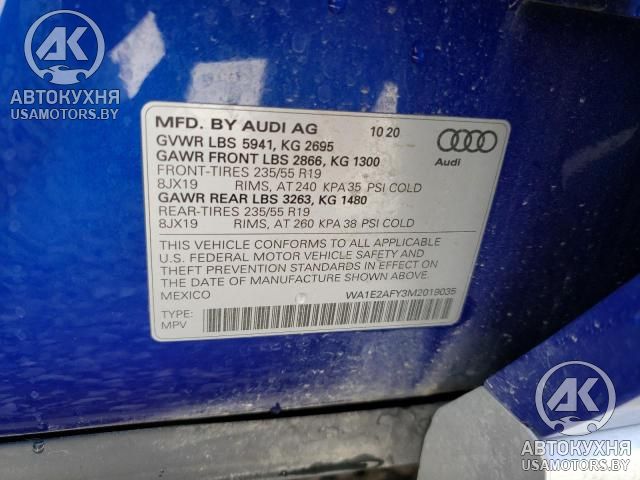 AK
АВТОКУХНЯ
USAMOTORS.BY
MFD. BY AUDI AG 10 20
GVWR LBS 5941, KG 2695
GAWR FRONT LBS 2866, KG 1300
FRONT-TIRES 235/55 R19
8JX19 RIMS, AT 240 KPA 35 PSI COLD
GAWR REAR LBS 3263, KG 1480
REAR-TIRES 235/55 R19
8JX19 RIMS, AT 260 KPA 38 PSI COLD
Audi
THIS VEHICLE CONFORMS TO ALL APPLICABLE
U.S. FEDERAL MOTOR VEHICLE SAFETY AND
THEFT PREVENTION STANDARDS IN EFFECT ON
THE DATE OF MANUFACTURE SHOWN ABOVE.
MEXICO WA1E2AFY3M2019035
TYPE:
MPV
AK
АВТОКУХНЯ
USAMOTORS.BY